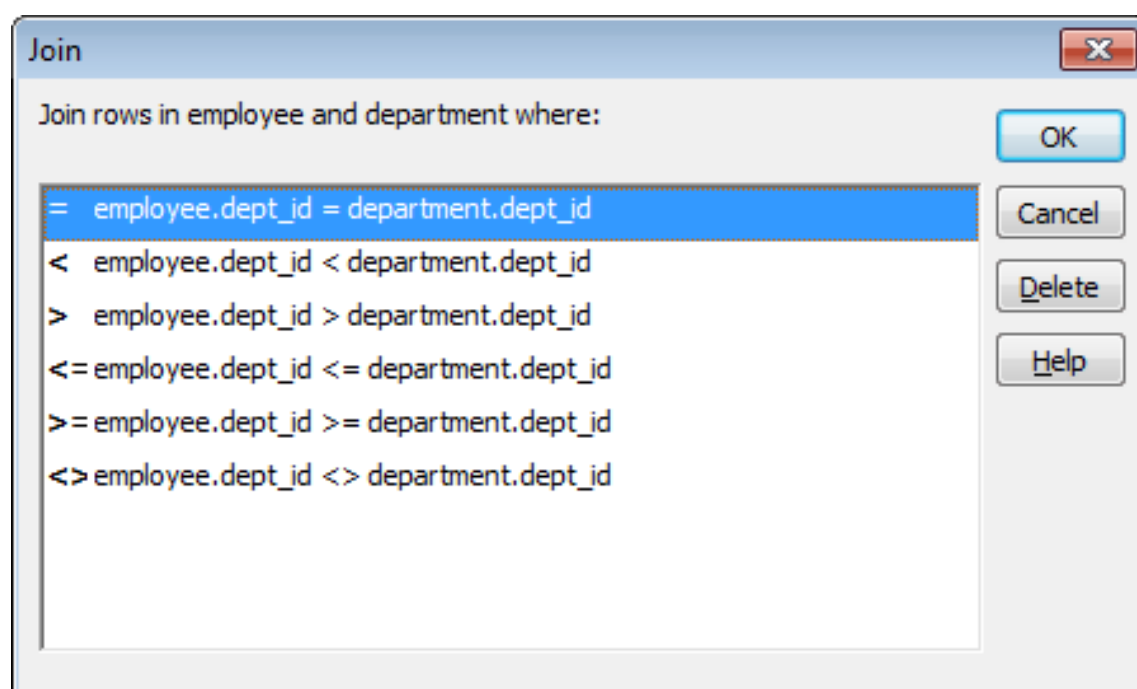 Join
Join rows in employee and department where:
OK
= employee.dept_id = department.dept_id
Cancel
< employee.dept_id < department.dept_id
> employee.dept_id > department.dept_id
Delete
<= employee.dept_id <= department.dept_id
Help
>= employee.dept_id >= department.dept_id
<> employee.dept_id <> department.dept_id